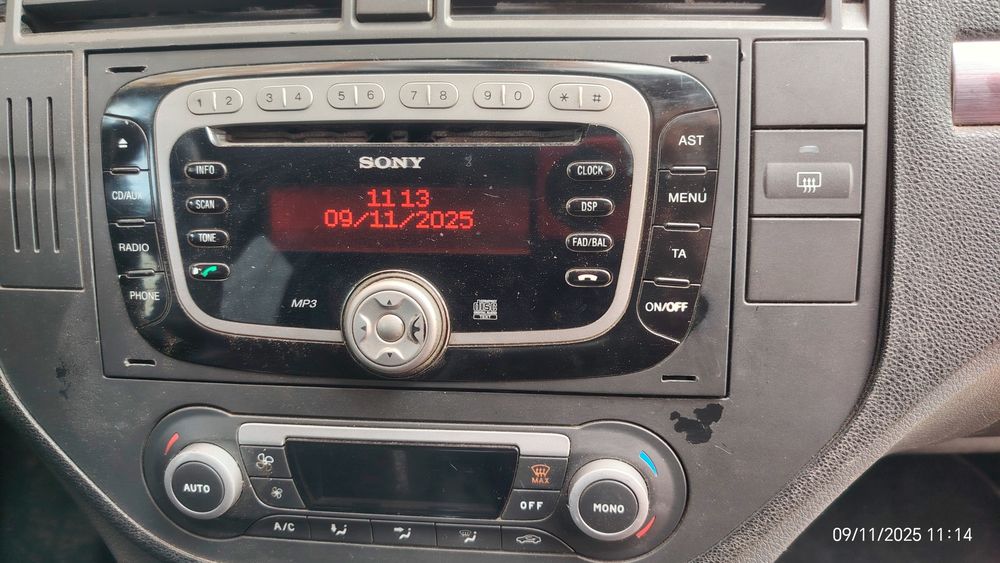 1 2 3 4 5 6 7 8 9 0 * #
SONY
11 13
09/11/2025
CD/AUX
RADIO
PHONE
INFO
SCAN
TONE
MP3
CLOCK
DSP
FAD/BAL
disc
TEXT
AST
MENU
TA
ON/OFF
AUTO
MAX
OFF
MONO
A/C
09/11/2025 11:14